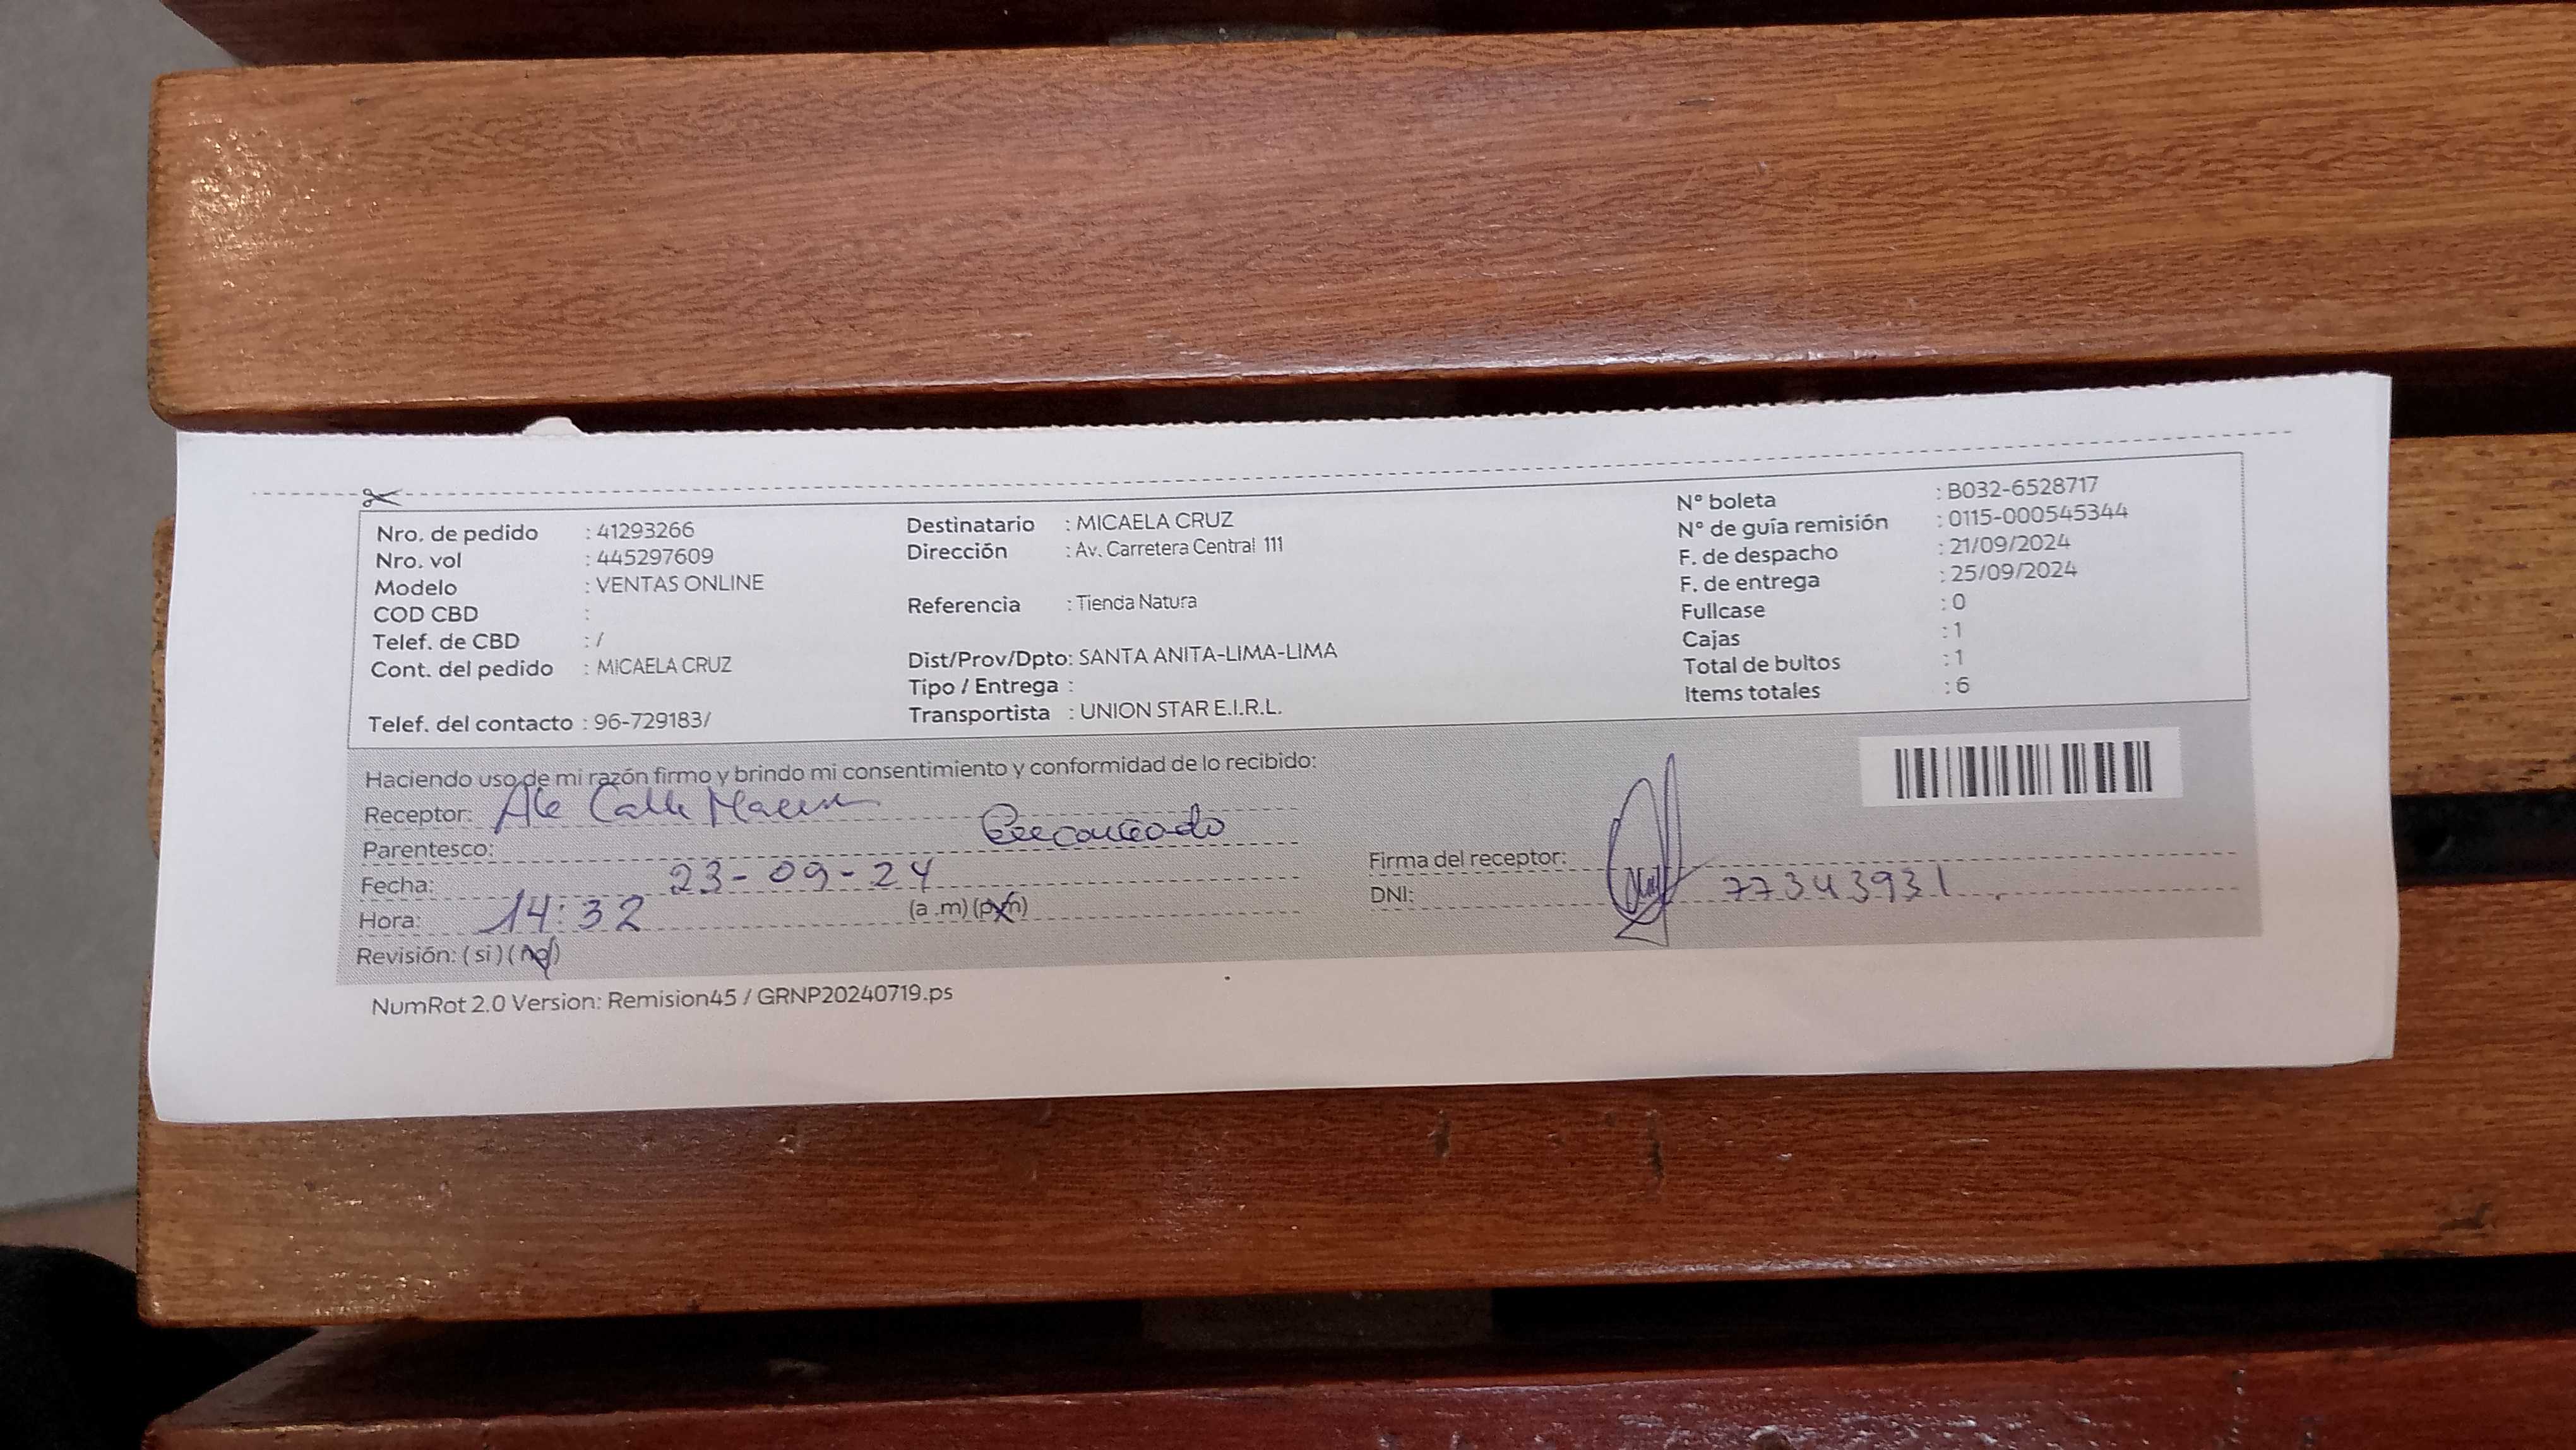 Nro. de pedido : 41293266
Nro. vol : 445297609
Modelo : VENTAS ONLINE
COD CBD :
Telef. de CBD : /
Cont. del pedido : MICAELA CRUZ
Telef. del contacto : 96-729183/
Destinatario : MICAELA CRUZ
Dirección : Av. Carretera Central 111
Referencia : Tienda Natura
Dist/Prov/Dpto: SANTA ANITA-LIMA-LIMA
Tipo / Entrega :
Transportista : UNION STAR E.I.R.L.
N° boleta : B032-6528717
N° de guía remisión : 0115-000545344
F. de despacho : 21/09/2024
F. de entrega : 25/09/2024
Fullcase : 0
Cajas : 1
Total de bultos : 1
Items totales : 6
Haciendo uso de mi razón firmo y brindo mi consentimiento y conformidad de lo recibido:
Receptor: Ale Calle
Parentesco:
Fecha: 23-09-24
Hora: 14:32 (a .m) (p.m)
Revisión: ( si ) ( no )
Firma del receptor:
DNI: 77343931
NumRot 2.0 Version: Remision45 / GRNP20240719.ps